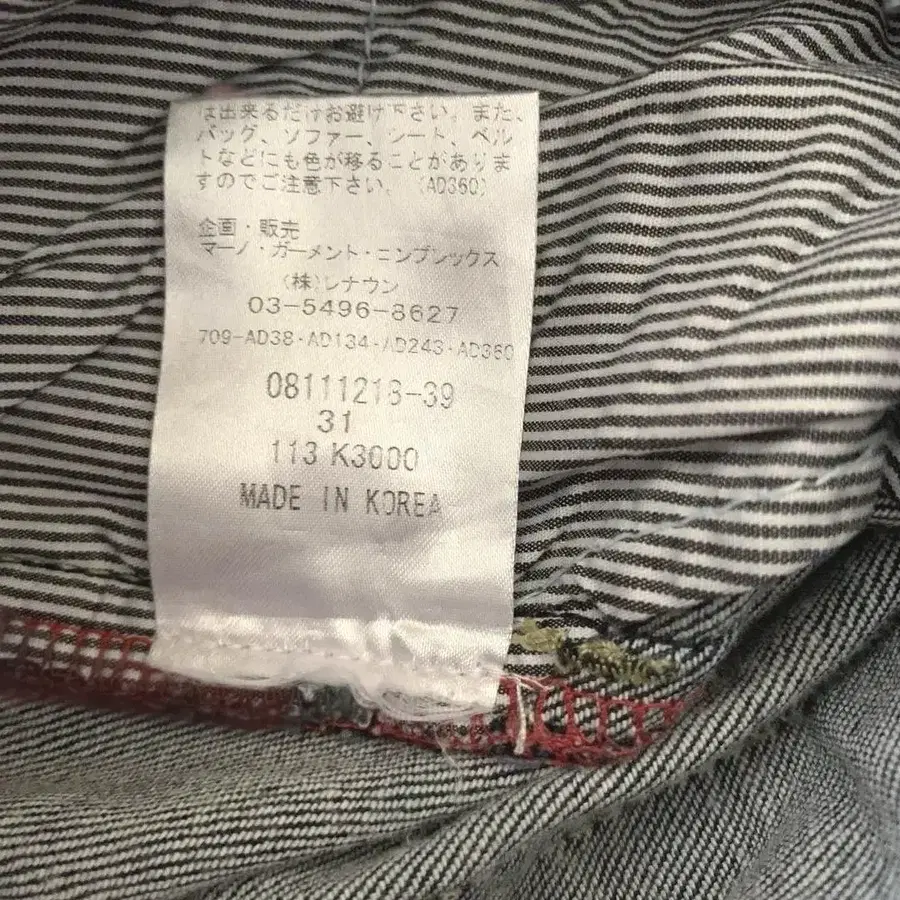 は出来るだけお避け下さい。また、
バッグ、ソファー、シート、ベル
トなどにも色が移ることがありま
すのでご注意下さい。(AD360)
企画・販売
マーノ・ガーメント・コンプレックス
(株)レナウン
03-5496-8627
709-AD38・AD134・AD243・AD360
08111213-39
31
113 K3000
MADE IN KOREA